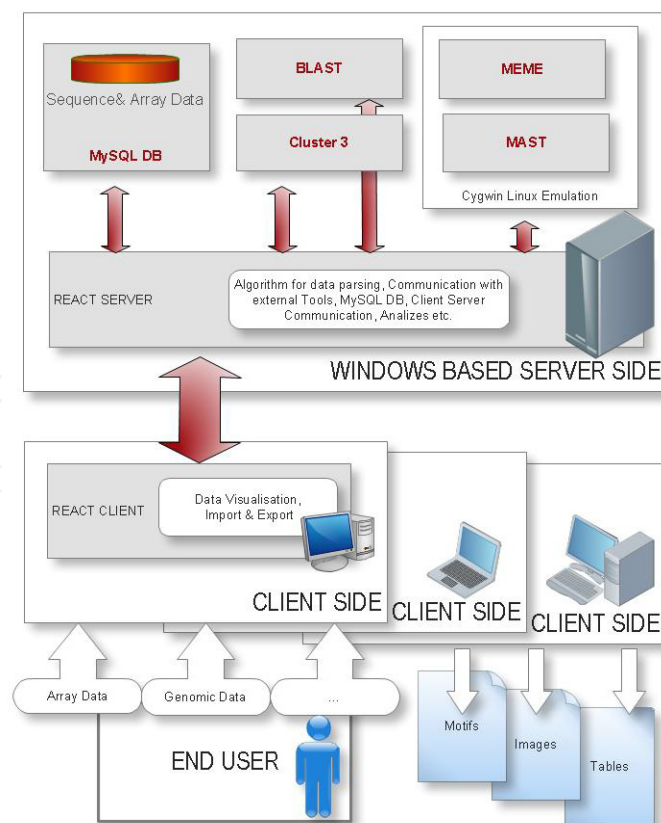 Sequence& Array Data
MySQL DB
BLAST
Cluster 3
MEME
MAST
Cygwin Linux Emulation
REACT SERVER
Algorithm for data parsing, Communication with
external Tools, MySQL DB, Client Server
Communication, Analizes etc.
WINDOWS BASED SERVER SIDE
REACT CLIENT
Data Visualisation,
Import & Export
CLIENT SIDE
CLIENT SIDE
CLIENT SIDE
Array Data
Genomic Data
...
END USER
Motifs
Images
Tables